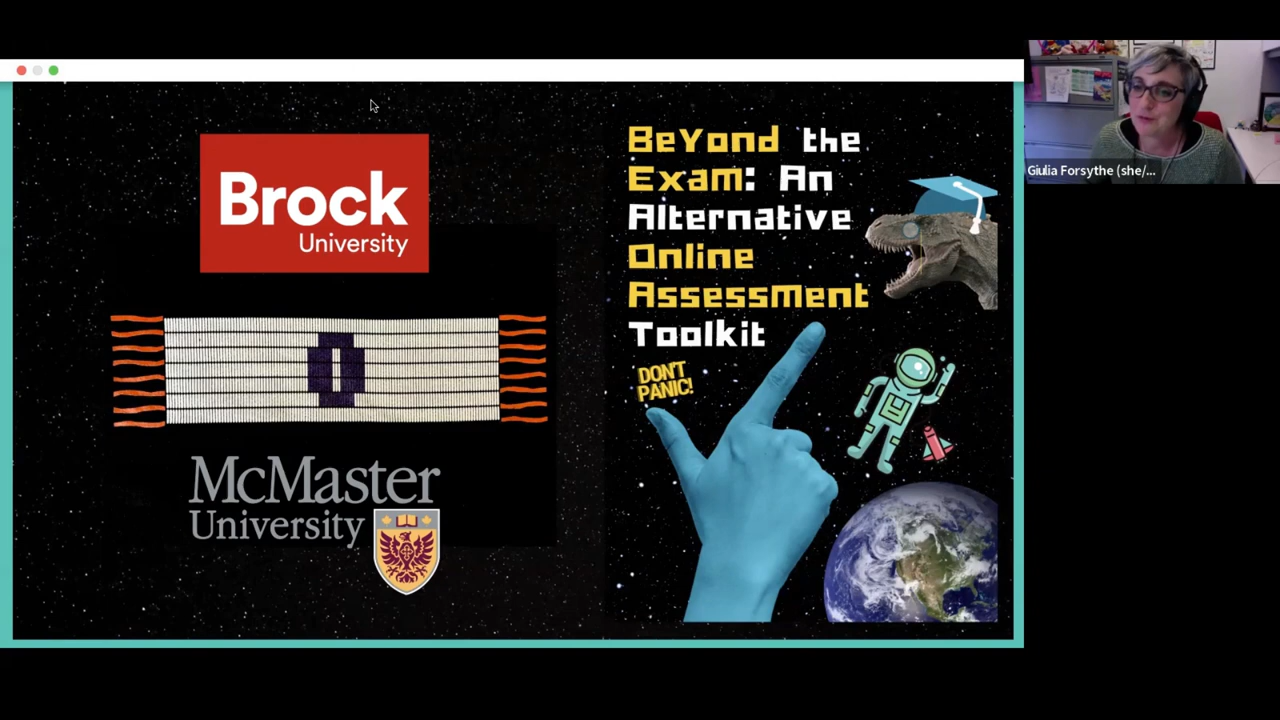 Brock
University
McMaster
University
BeYond the
Exam: An
Alternative
Online
Assessment
Toolkit
DON'T
PANIC!
Giulia Forsythe (she/...